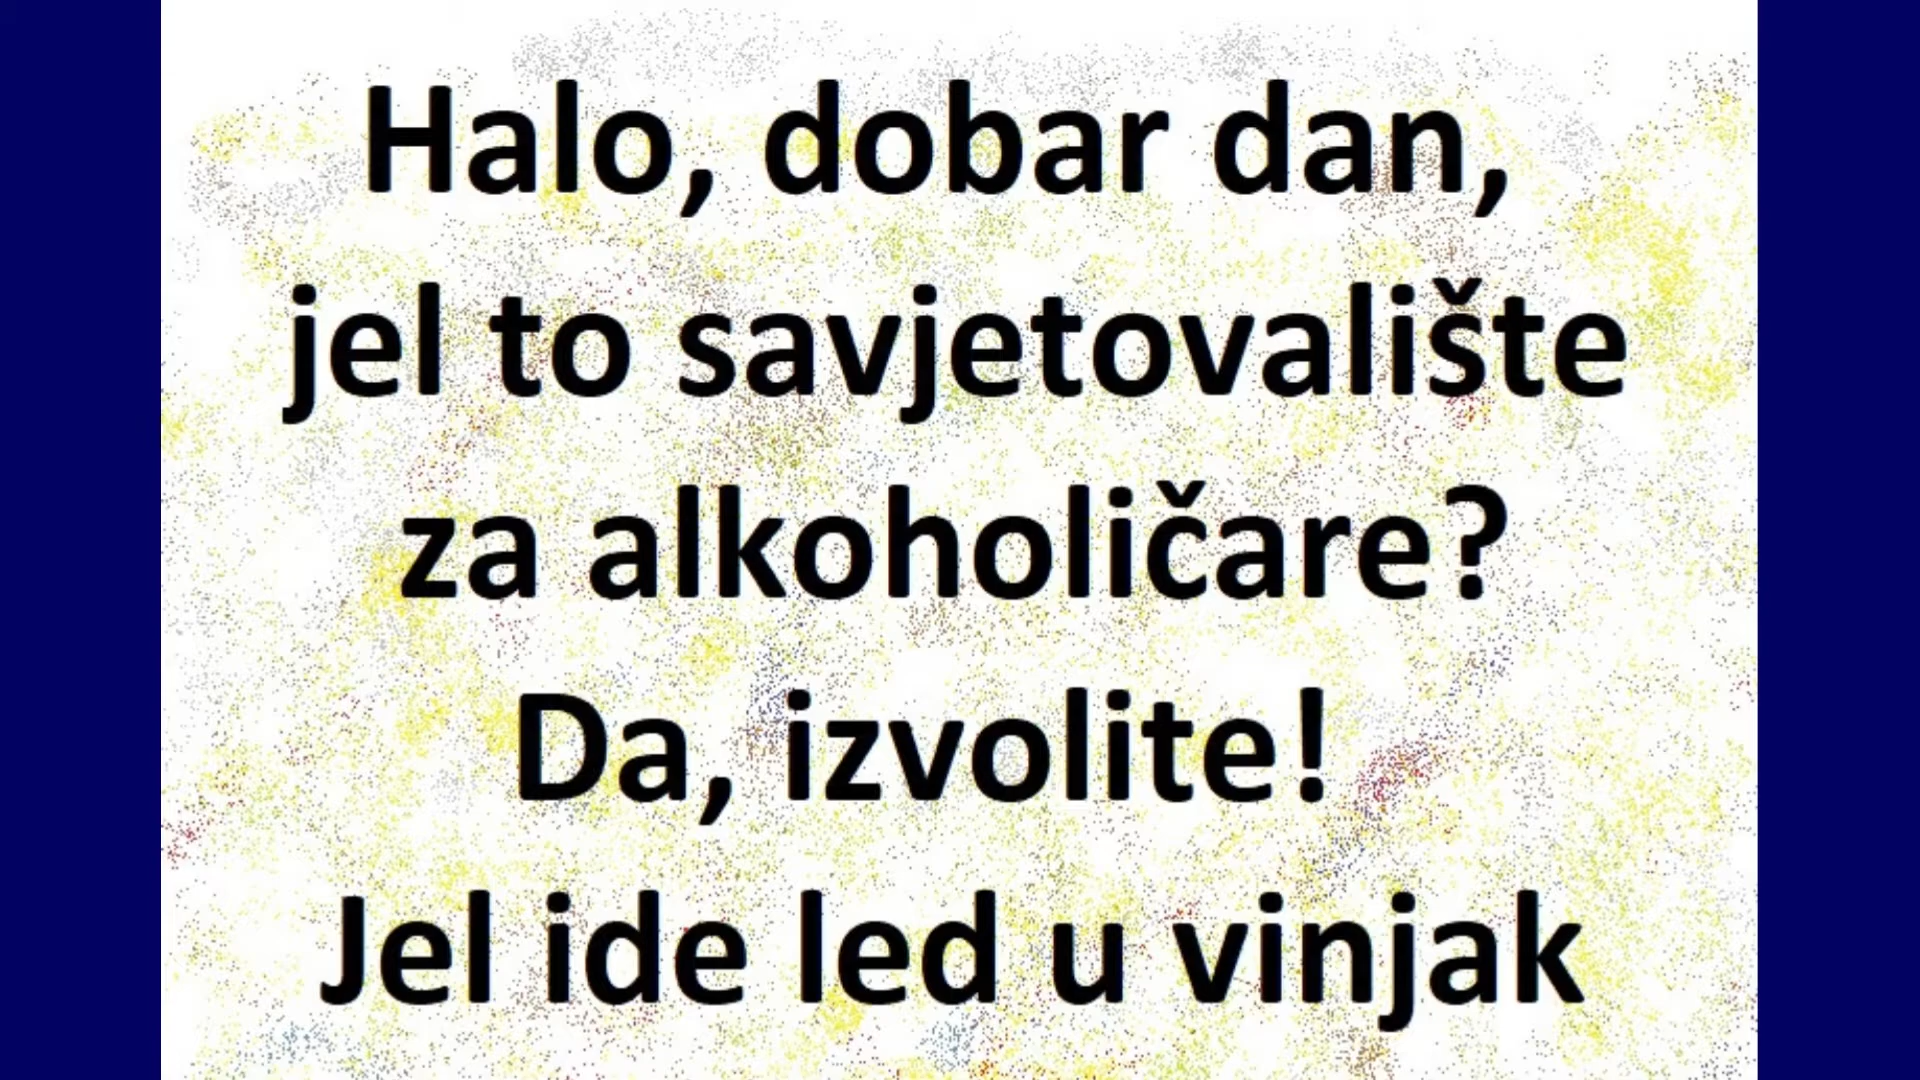 Halo, dobar dan,
jel to savjetovalište
za alkoholičare?
Da, izvolite!
Jel ide led u vinjak